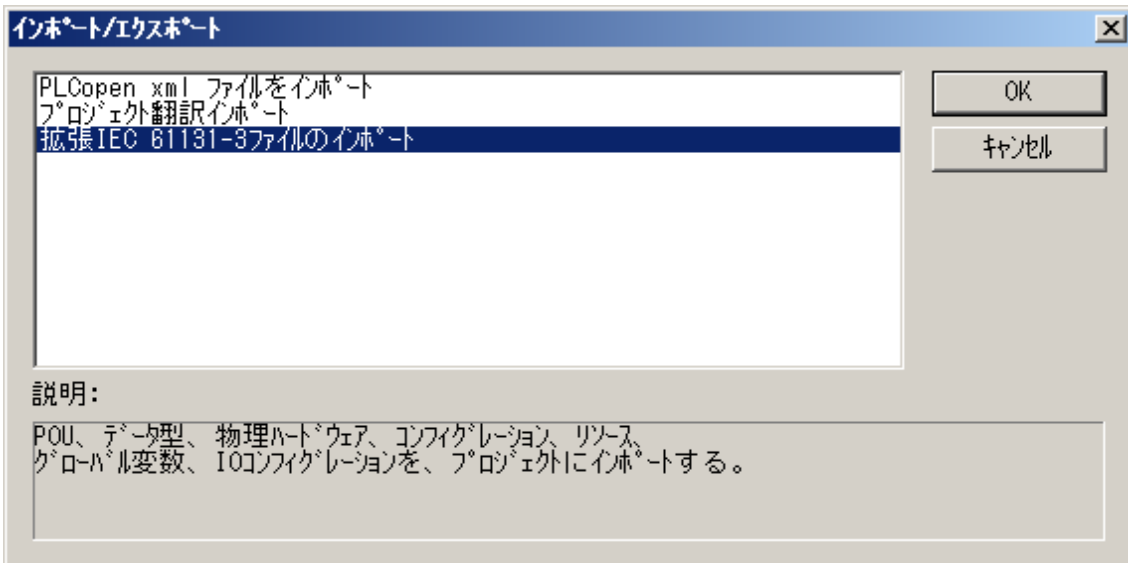 インポート/エクスポート
PLCopen xml ファイルをインポート
プロジェクト翻訳インポート
拡張IEC 61131-3ファイルのインポート
OK
キャンセル
説明:
POU、データ型、物理ハードウェア、コンフィグレーション、リソース、
グローバル変数、IOコンフィグレーションを、プロジェクトにインポートする。